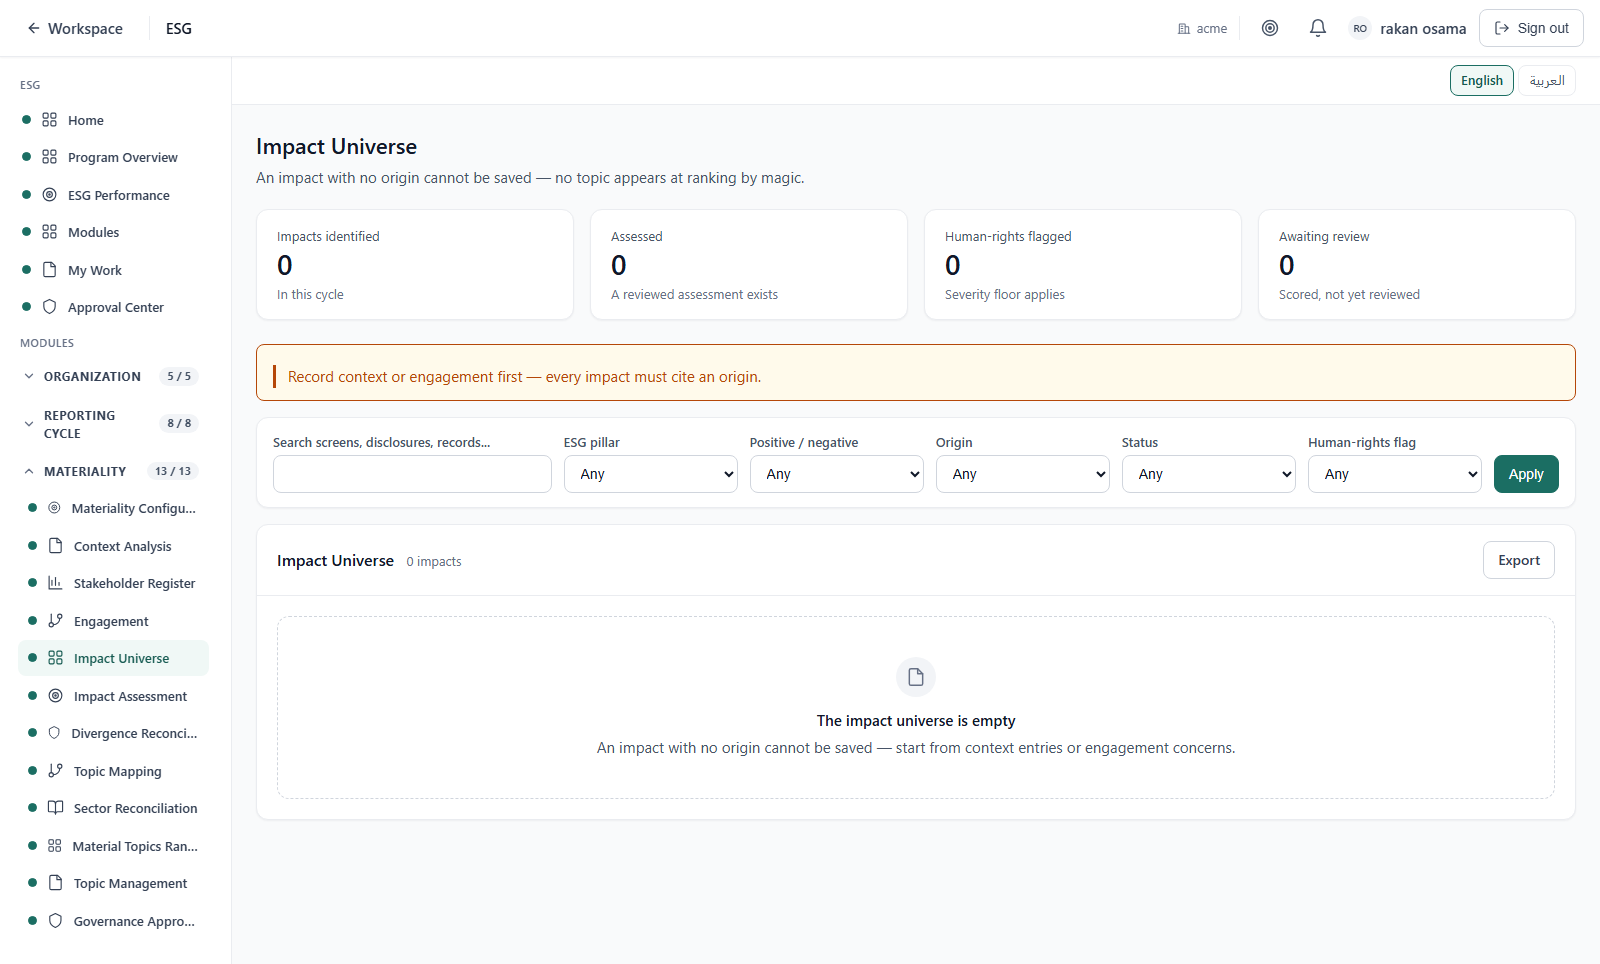 Workspace
ESG
acme
RO
rakan osama
Sign out
English
العربية
ESG
Home
Program Overview
ESG Performance
Modules
My Work
Approval Center
MODULES
ORGANIZATION
5 / 5
REPORTING
CYCLE
8 / 8
MATERIALITY
13 / 13
Materiality Configu...
Context Analysis
Stakeholder Register
Engagement
Impact Universe
Impact Assessment
Divergence Reconci...
Topic Mapping
Sector Reconciliation
Material Topics Ran...
Topic Management
Governance Appro...
Impact Universe
An impact with no origin cannot be saved — no topic appears at ranking by magic.
Impacts identified
0
In this cycle
Assessed
0
A reviewed assessment exists
Human-rights flagged
0
Severity floor applies
Awaiting review
0
Scored, not yet reviewed
Record context or engagement first — every impact must cite an origin.
Search screens, disclosures, records...
ESG pillar
Any
Positive / negative
Any
Origin
Any
Status
Any
Human-rights flag
Any
Apply
Impact Universe
0 impacts
Export
The impact universe is empty
An impact with no origin cannot be saved — start from context entries or engagement concerns.